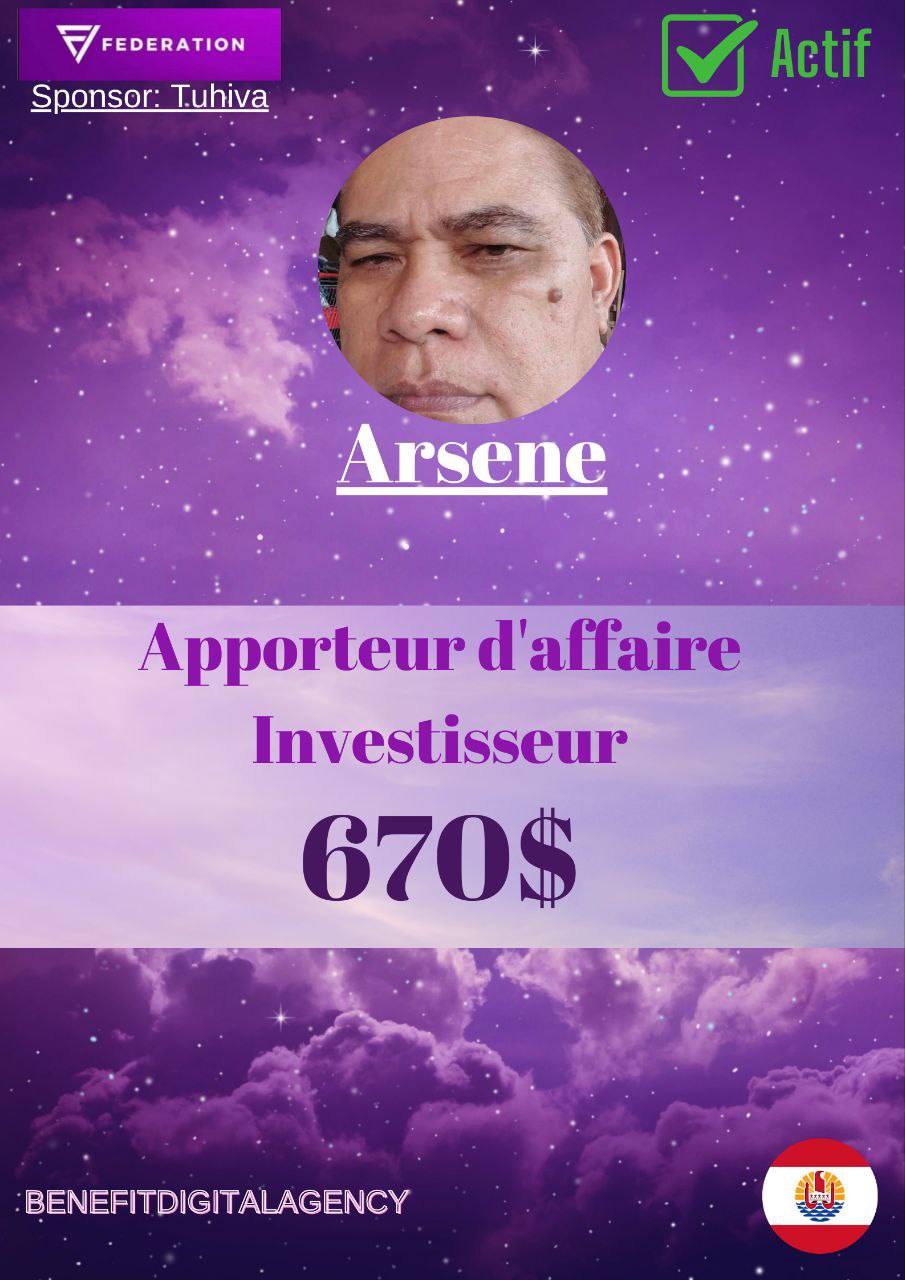 FEDERATION
Sponsor: Tuhiva
Actif
Arsene
Apporteur d'affaire
Investisseur
670$
BENEFITDIGITALAGENCY